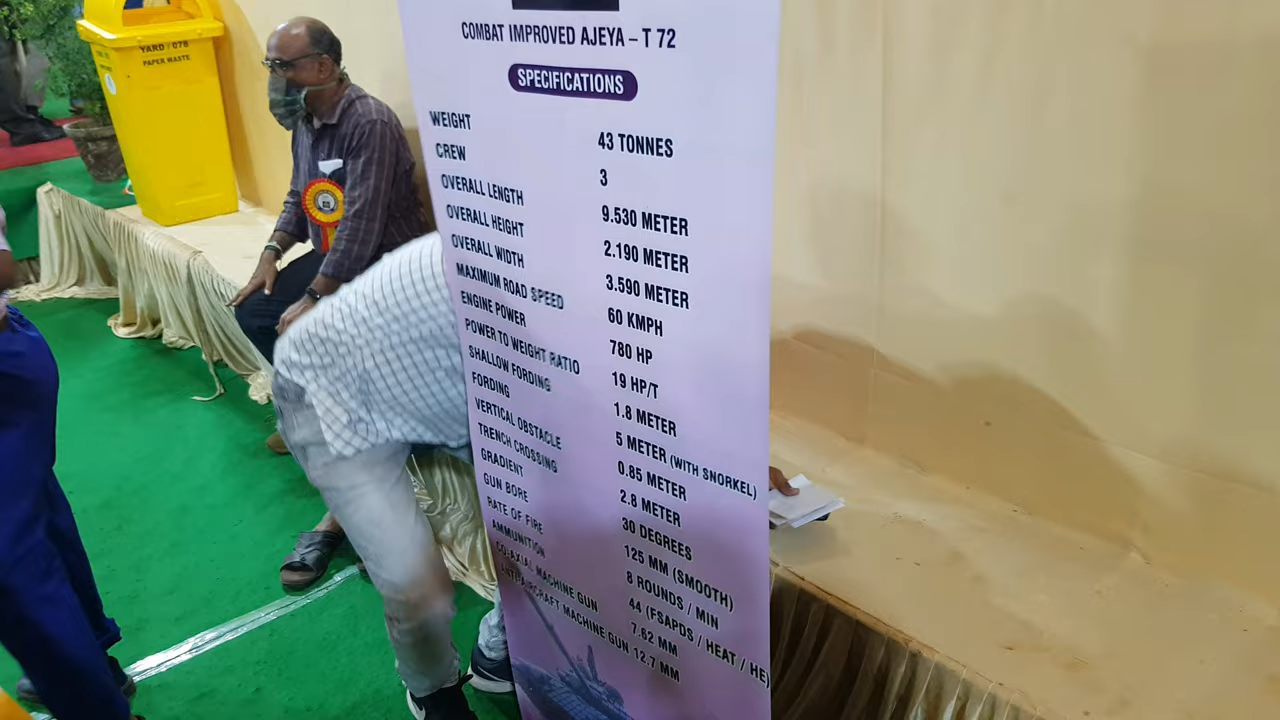 YARD / 078
PAPER WASTE
COMBAT IMPROVED AJEYA – T 72
SPECIFICATIONS
WEIGHT 43 TONNES
CREW 3
OVERALL LENGTH 9.530 METER
OVERALL HEIGHT 2.190 METER
OVERALL WIDTH 3.590 METER
MAXIMUM ROAD SPEED 60 KMPH
ENGINE POWER 780 HP
POWER TO WEIGHT RATIO 19 HP/T
SHALLOW FORDING 1.8 METER
FORDING 5 METER (WITH SNORKEL)
VERTICAL OBSTACLE 0.85 METER
TRENCH CROSSING 2.8 METER
GRADIENT 30 DEGREES
GUN BORE 125 MM (SMOOTH)
RATE OF FIRE 8 ROUNDS / MIN
AMMUNITION 44 (FSAPDS / HEAT / HE)
CO-AXIAL MACHINE GUN 7.62 MM
ANTI-AIRCRAFT MACHINE GUN 12.7 MM